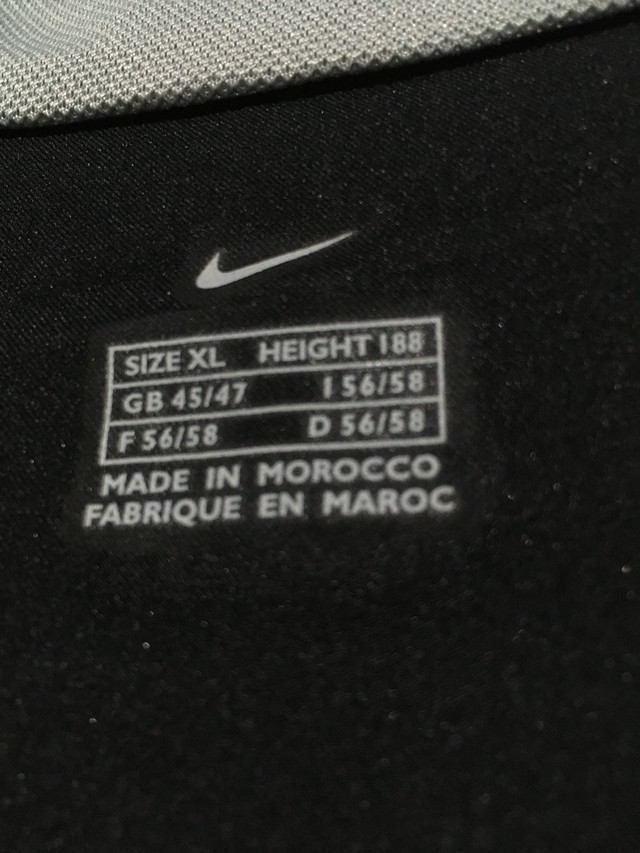 SIZE XL HEIGHT 188
GB 45/47 I 56/58
F 56/58 D 56/58
MADE IN MOROCCO
FABRIQUE EN MAROC